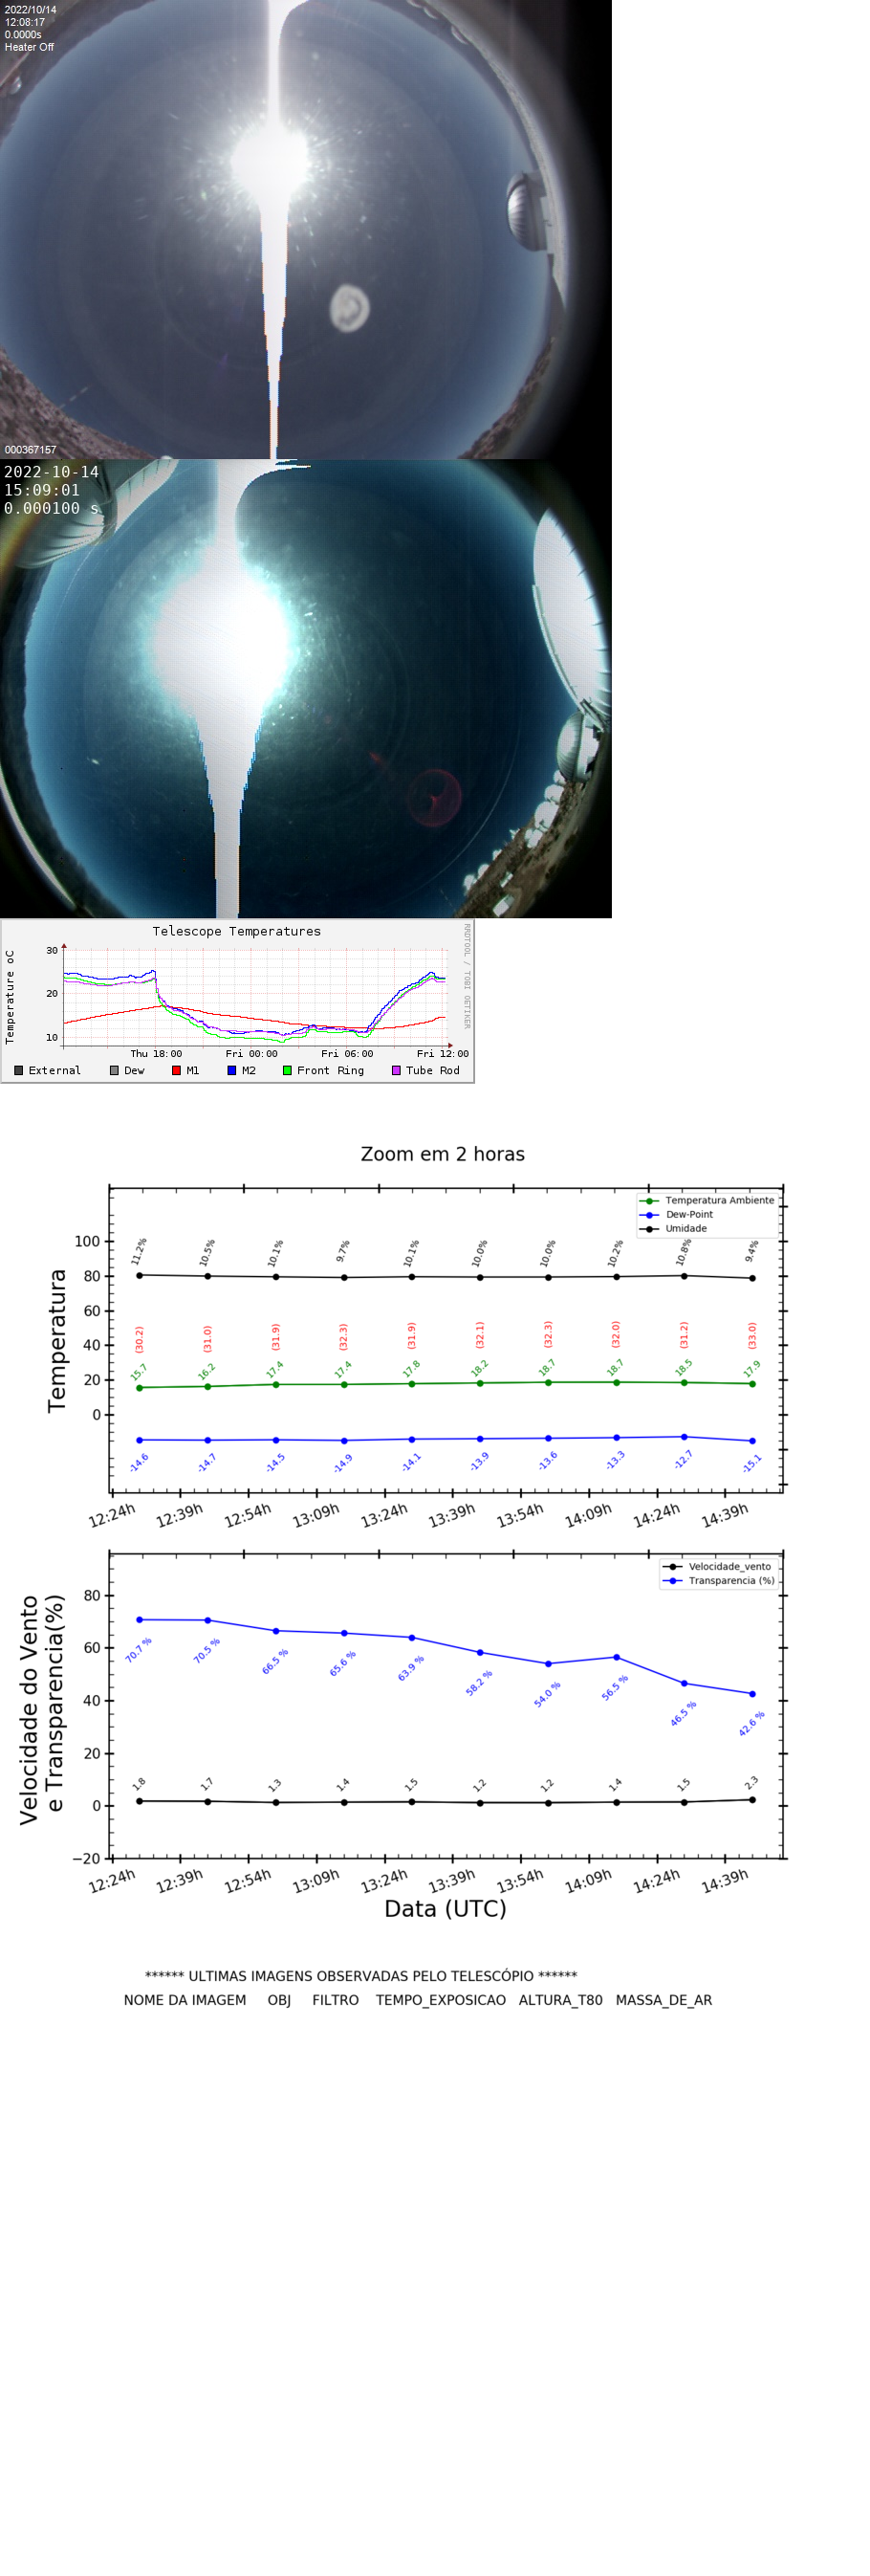 2022/10/14
12:08:17
0.0000s
Heater Off
000367157
2022-10-14
15:09:01
0.000100 s
Telescope Temperatures
RRDTOOL / TOBI OETIKER
Temperature oC
30
20
10
Thu 18:00 Fri 00:00 Fri 06:00 Fri 12:00
External Dew M1 M2 Front Ring Tube Rod
Zoom em 2 horas
Temperatura Ambiente
Dew-Point
Umidade
Temperatura
100
80
60
40
20
0
11.2% 10.5% 10.1% 9.7% 10.1% 10.0% 10.0% 10.2% 10.8% 9.4%
(30.2) (31.0) (31.9) (32.3) (31.9) (32.1) (32.3) (32.0) (31.2) (33.0)
15.7 16.2 17.4 17.4 17.8 18.2 18.7 18.7 18.5 17.9
-14.6 -14.7 -14.5 -14.9 -14.1 -13.9 -13.6 -13.3 -12.7 -15.1
12:24h 12:39h 12:54h 13:09h 13:24h 13:39h 13:54h 14:09h 14:24h 14:39h
Velocidade_vento
Transparencia (%)
Velocidade do Vento
e Transparencia(%)
80
60
40
20
0
−20
70.7 % 70.5 % 66.5 % 65.6 % 63.9 % 58.2 % 54.0 % 56.5 % 46.5 % 42.6 %
1.8 1.7 1.3 1.4 1.5 1.2 1.2 1.4 1.5 2.3
12:24h 12:39h 12:54h 13:09h 13:24h 13:39h 13:54h 14:09h 14:24h 14:39h
Data (UTC)
****** ULTIMAS IMAGENS OBSERVADAS PELO TELESCÓPIO ******
NOME DA IMAGEM OBJ FILTRO TEMPO_EXPOSICAO ALTURA_T80 MASSA_DE_AR